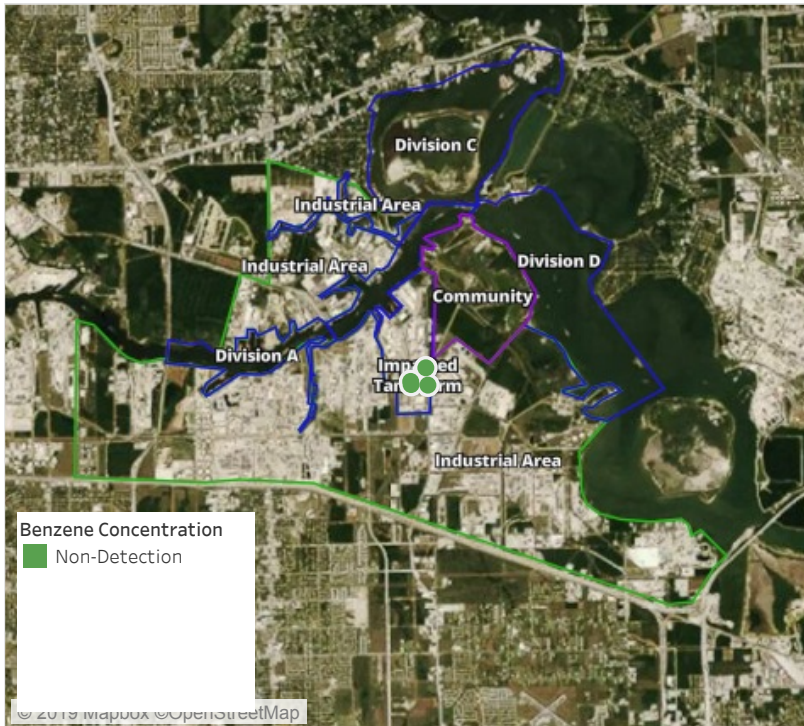 Division C
Industrial Area
Industrial Area
Division D
Community
Division A
Industrial Area
Benzene Concentration
Non-Detection
© 2019 Mapbox ©OpenStreetMap